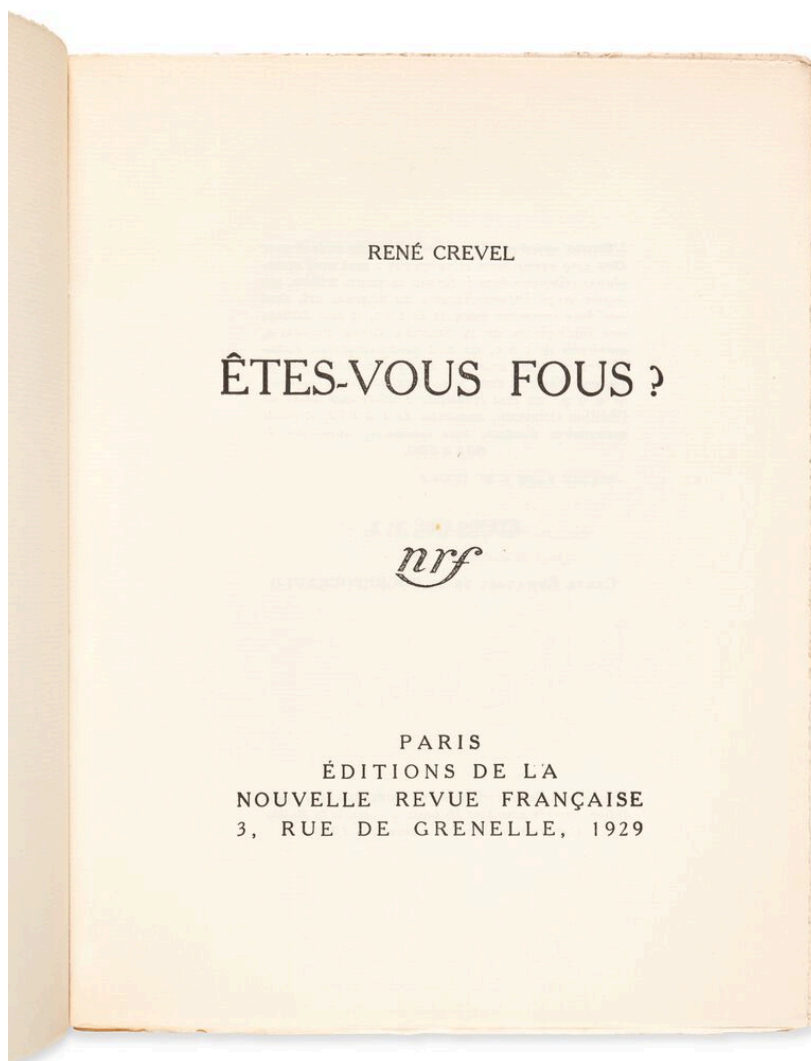 RENÉ CREVEL
ÊTES-VOUS FOUS ?
nrf
PARIS
ÉDITIONS DE LA
NOUVELLE REVUE FRANÇAISE
3, RUE DE GRENELLE, 1929